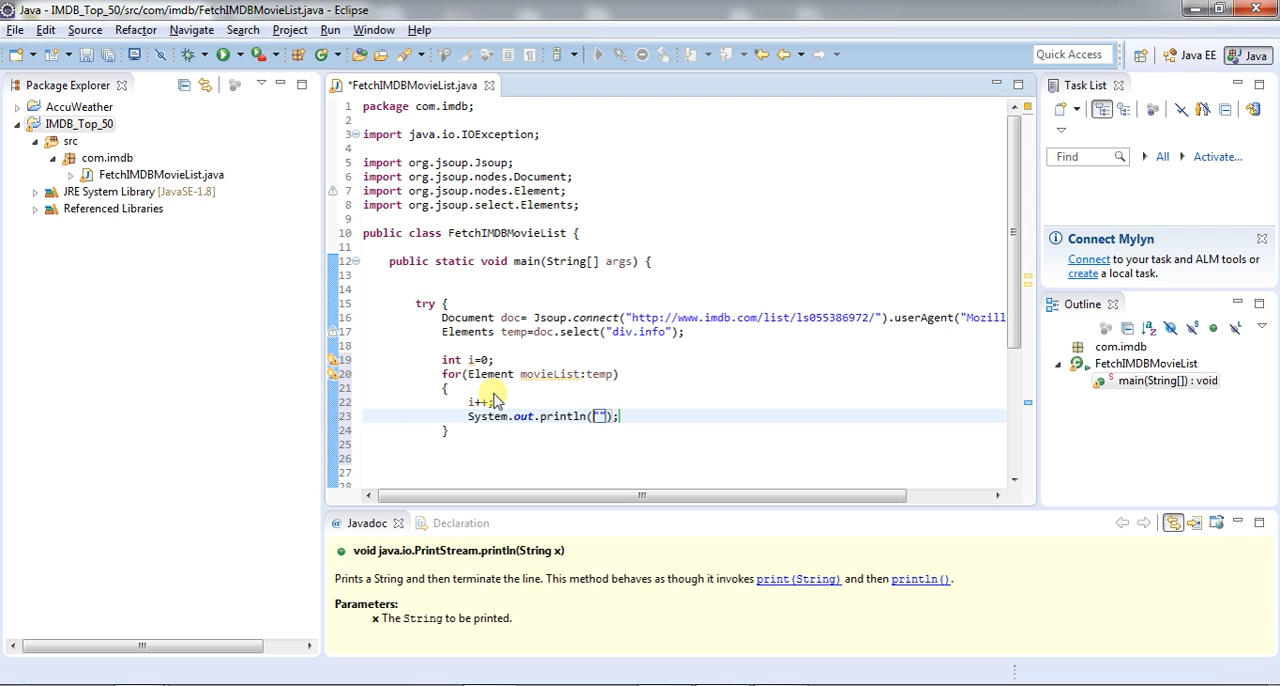 Java - IMDB_Top_50/src/com/imdb/FetchIMDBMovieList.java - Eclipse
File Edit Source Refactor Navigate Search Project Run Window Help
Quick Access Java EE Java
Package Explorer
AccuWeather
IMDB_Top_50
src
com.imdb
FetchIMDBMovieList.java
JRE System Library [JavaSE-1.8]
Referenced Libraries
*FetchIMDBMovieList.java
1 package com.imdb;
2
3 import java.io.IOException;
4
5 import org.jsoup.Jsoup;
6 import org.jsoup.nodes.Document;
7 import org.jsoup.nodes.Element;
8 import org.jsoup.select.Elements;
9
10 public class FetchIMDBMovieList {
11
12 public static void main(String[] args) {
13
14
15 try {
16 Document doc= Jsoup.connect("http://www.imdb.com/list/ls055386972/").userAgent("Mozill
17 Elements temp=doc.select("div.info");
18
19 int i=0;
20 for(Element movieList:temp)
21 {
22 i++;
23 System.out.println("");
24 }
25
26
27
28
Task List
Find All Activate...
Connect Mylyn
Connect to your task and ALM tools or
create a local task.
Outline
com.imdb
FetchIMDBMovieList
main(String[]) : void
@ Javadoc Declaration
void java.io.PrintStream.println(String x)
Prints a String and then terminate the line. This method behaves as though it invokes print(String) and then println().
Parameters:
x The String to be printed.